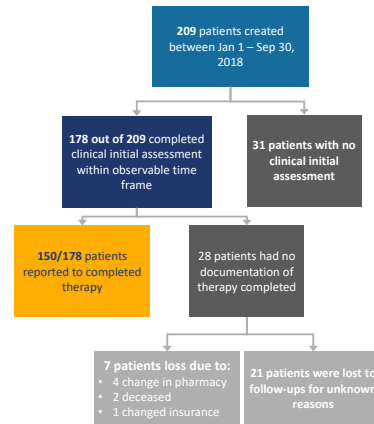 209 patients created
between Jan 1 – Sep 30,
2018
178 out of 209 completed
clinical initial assessment
within observable time
frame
31 patients with no
clinical initial
assessment
150/178 patients
reported to completed
therapy
28 patients had no
documentation of
therapy completed
7 patients loss due to:
• 4 change in pharmacy
• 2 deceased
• 1 changed insurance
21 patients were lost to
follow-ups for unknown
reasons